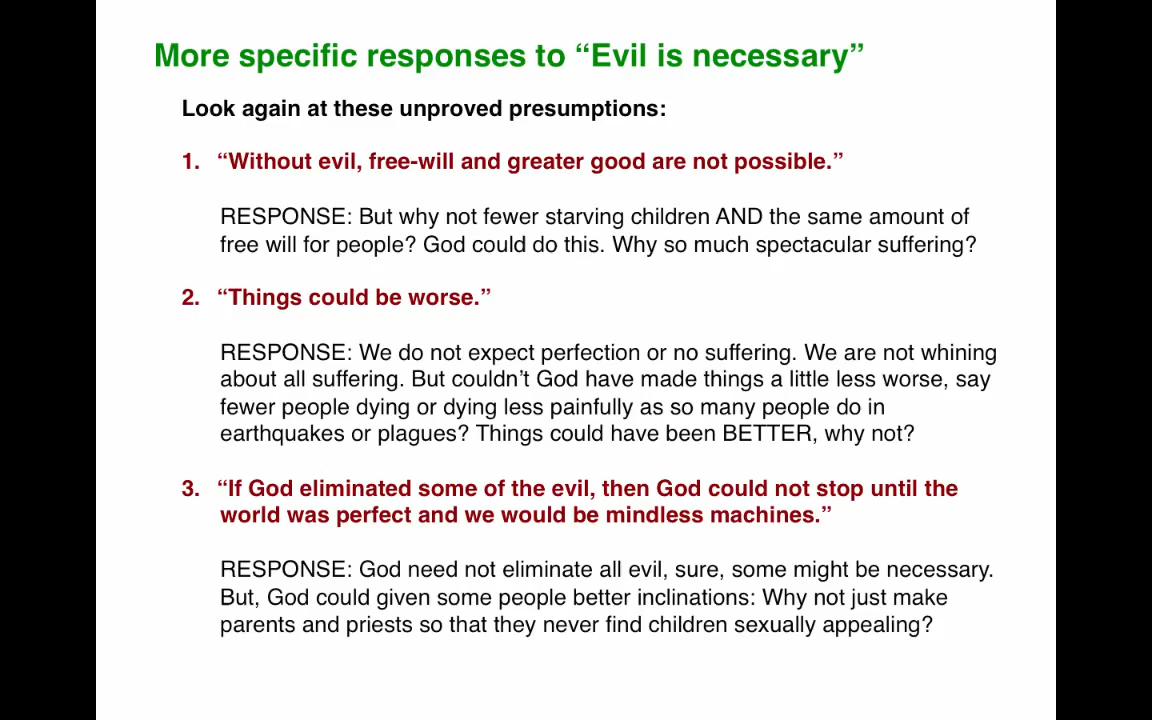 More specific responses to “Evil is necessary”
Look again at these unproved presumptions:
1. “Without evil, free-will and greater good are not possible.”
RESPONSE: But why not fewer starving children AND the same amount of
free will for people? God could do this. Why so much spectacular suffering?
2. “Things could be worse.”
RESPONSE: We do not expect perfection or no suffering. We are not whining
about all suffering. But couldn’t God have made things a little less worse, say
fewer people dying or dying less painfully as so many people do in
earthquakes or plagues? Things could have been BETTER, why not?
3. “If God eliminated some of the evil, then God could not stop until the
world was perfect and we would be mindless machines.”
RESPONSE: God need not eliminate all evil, sure, some might be necessary.
But, God could given some people better inclinations: Why not just make
parents and priests so that they never find children sexually appealing?